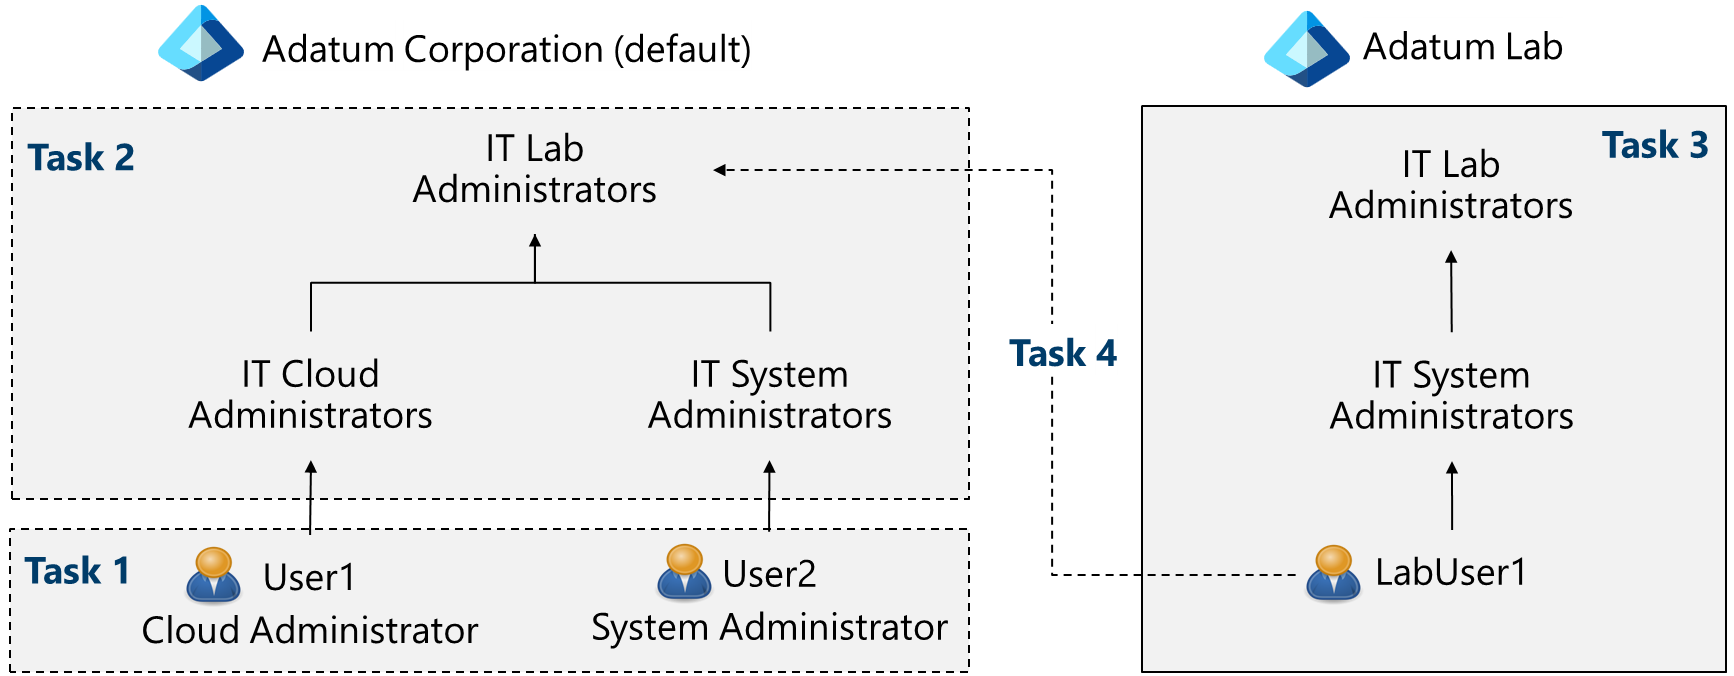 Adatum Corporation (default)
Task 2
IT Lab
Administrators
IT Cloud
Administrators
IT System
Administrators
Task 1
User1
Cloud Administrator
User2
System Administrator
Task 4
Adatum Lab
Task 3
IT Lab
Administrators
IT System
Administrators
LabUser1